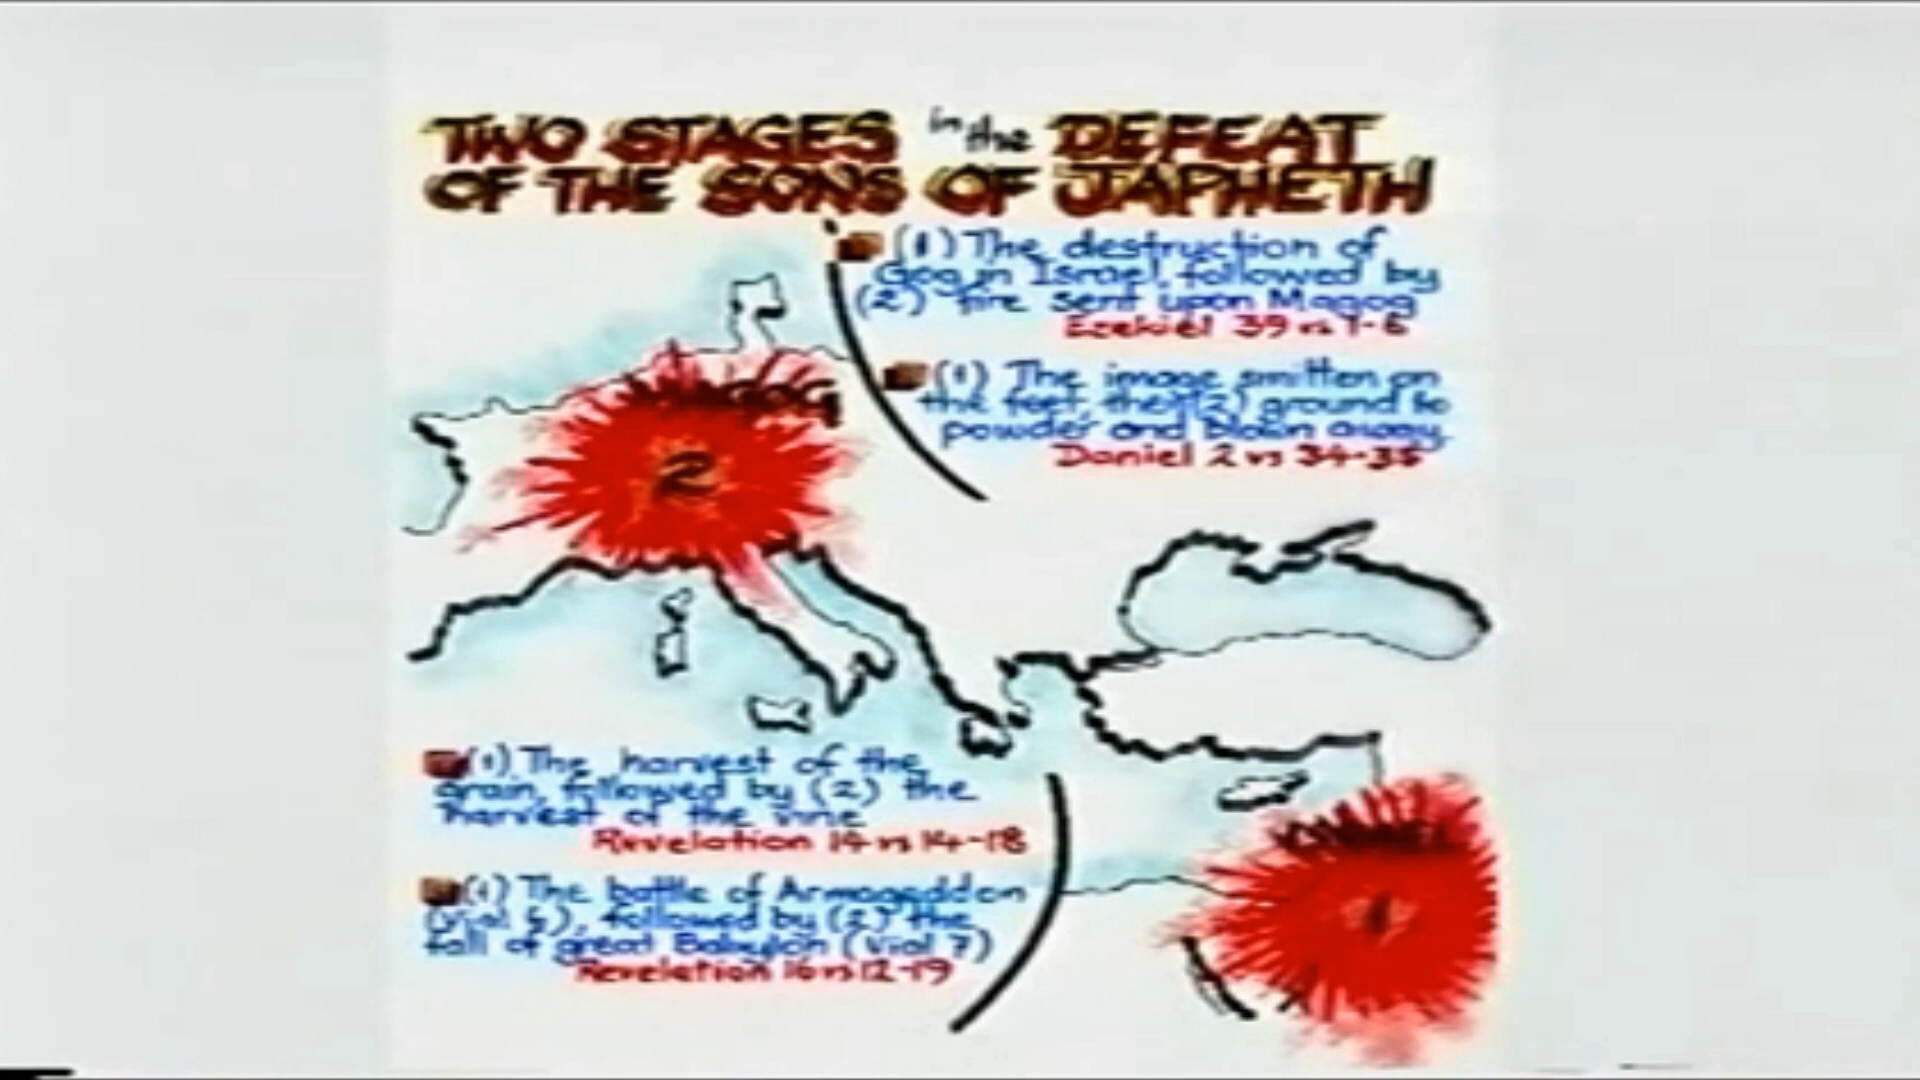 TWO STAGES in the DEFEAT
OF THE SONS OF JAPHETH
(1) The destruction of
Gog in Israel, followed by
(2) fire sent upon Magog
Ezekiel 39 vs 1-6
(1) The image smitten on
the feet, then (2) ground to
powder and blown away
Daniel 2 vs 34-35
2
(1) The harvest of the
grain, followed by (2) the
harvest of the vine
Revelation 14 vs 14-18
(1) The battle of Armageddon
(Vial 6), followed by (2) the
fall of great Babylon (Vial 7)
Revelation 16 vs 12-19
1